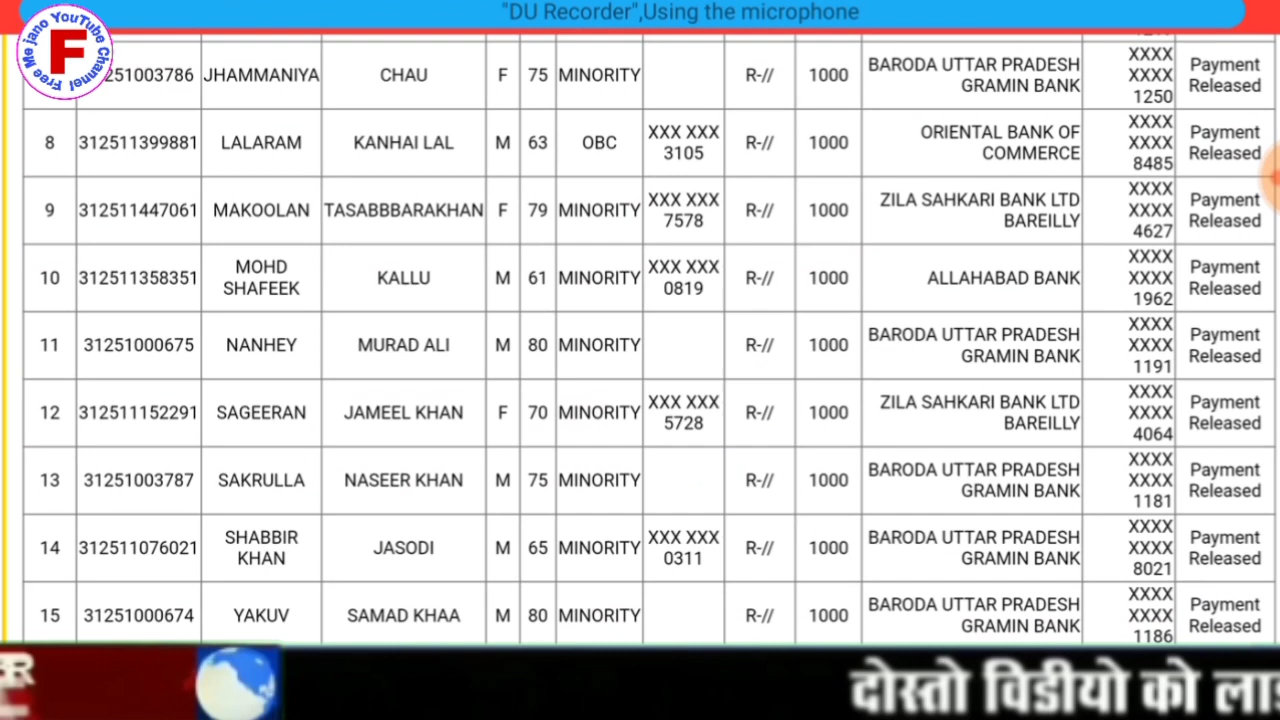 "DU Recorder",Using the microphone
Free Me jano YouTube Channel
F
251003786 JHAMMANIYA CHAU F 75 MINORITY R-// 1000 BARODA UTTAR PRADESH GRAMIN BANK XXXX XXXX 1250 Payment Released
8 312511399881 LALARAM KANHAI LAL M 63 OBC XXX XXX 3105 R-// 1000 ORIENTAL BANK OF COMMERCE XXXX XXXX 8485 Payment Released
9 312511447061 MAKOOLAN TASABBBARAKHAN F 79 MINORITY XXX XXX 7578 R-// 1000 ZILA SAHKARI BANK LTD BAREILLY XXXX XXXX 4627 Payment Released
10 312511358351 MOHD SHAFEEK KALLU M 61 MINORITY XXX XXX 0819 R-// 1000 ALLAHABAD BANK XXXX XXXX 1962 Payment Released
11 31251000675 NANHEY MURAD ALI M 80 MINORITY R-// 1000 BARODA UTTAR PRADESH GRAMIN BANK XXXX XXXX 1191 Payment Released
12 312511152291 SAGEERAN JAMEEL KHAN F 70 MINORITY XXX XXX 5728 R-// 1000 ZILA SAHKARI BANK LTD BAREILLY XXXX XXXX 4064 Payment Released
13 31251003787 SAKRULLA NASEER KHAN M 75 MINORITY R-// 1000 BARODA UTTAR PRADESH GRAMIN BANK XXXX XXXX 1181 Payment Released
14 312511076021 SHABBIR KHAN JASODI M 65 MINORITY XXX XXX 0311 R-// 1000 BARODA UTTAR PRADESH GRAMIN BANK XXXX XXXX 8021 Payment Released
15 31251000674 YAKUV SAMAD KHAA M 80 MINORITY R-// 1000 BARODA UTTAR PRADESH GRAMIN BANK XXXX XXXX 1186 Payment Released
दोस्तो विडीयो को